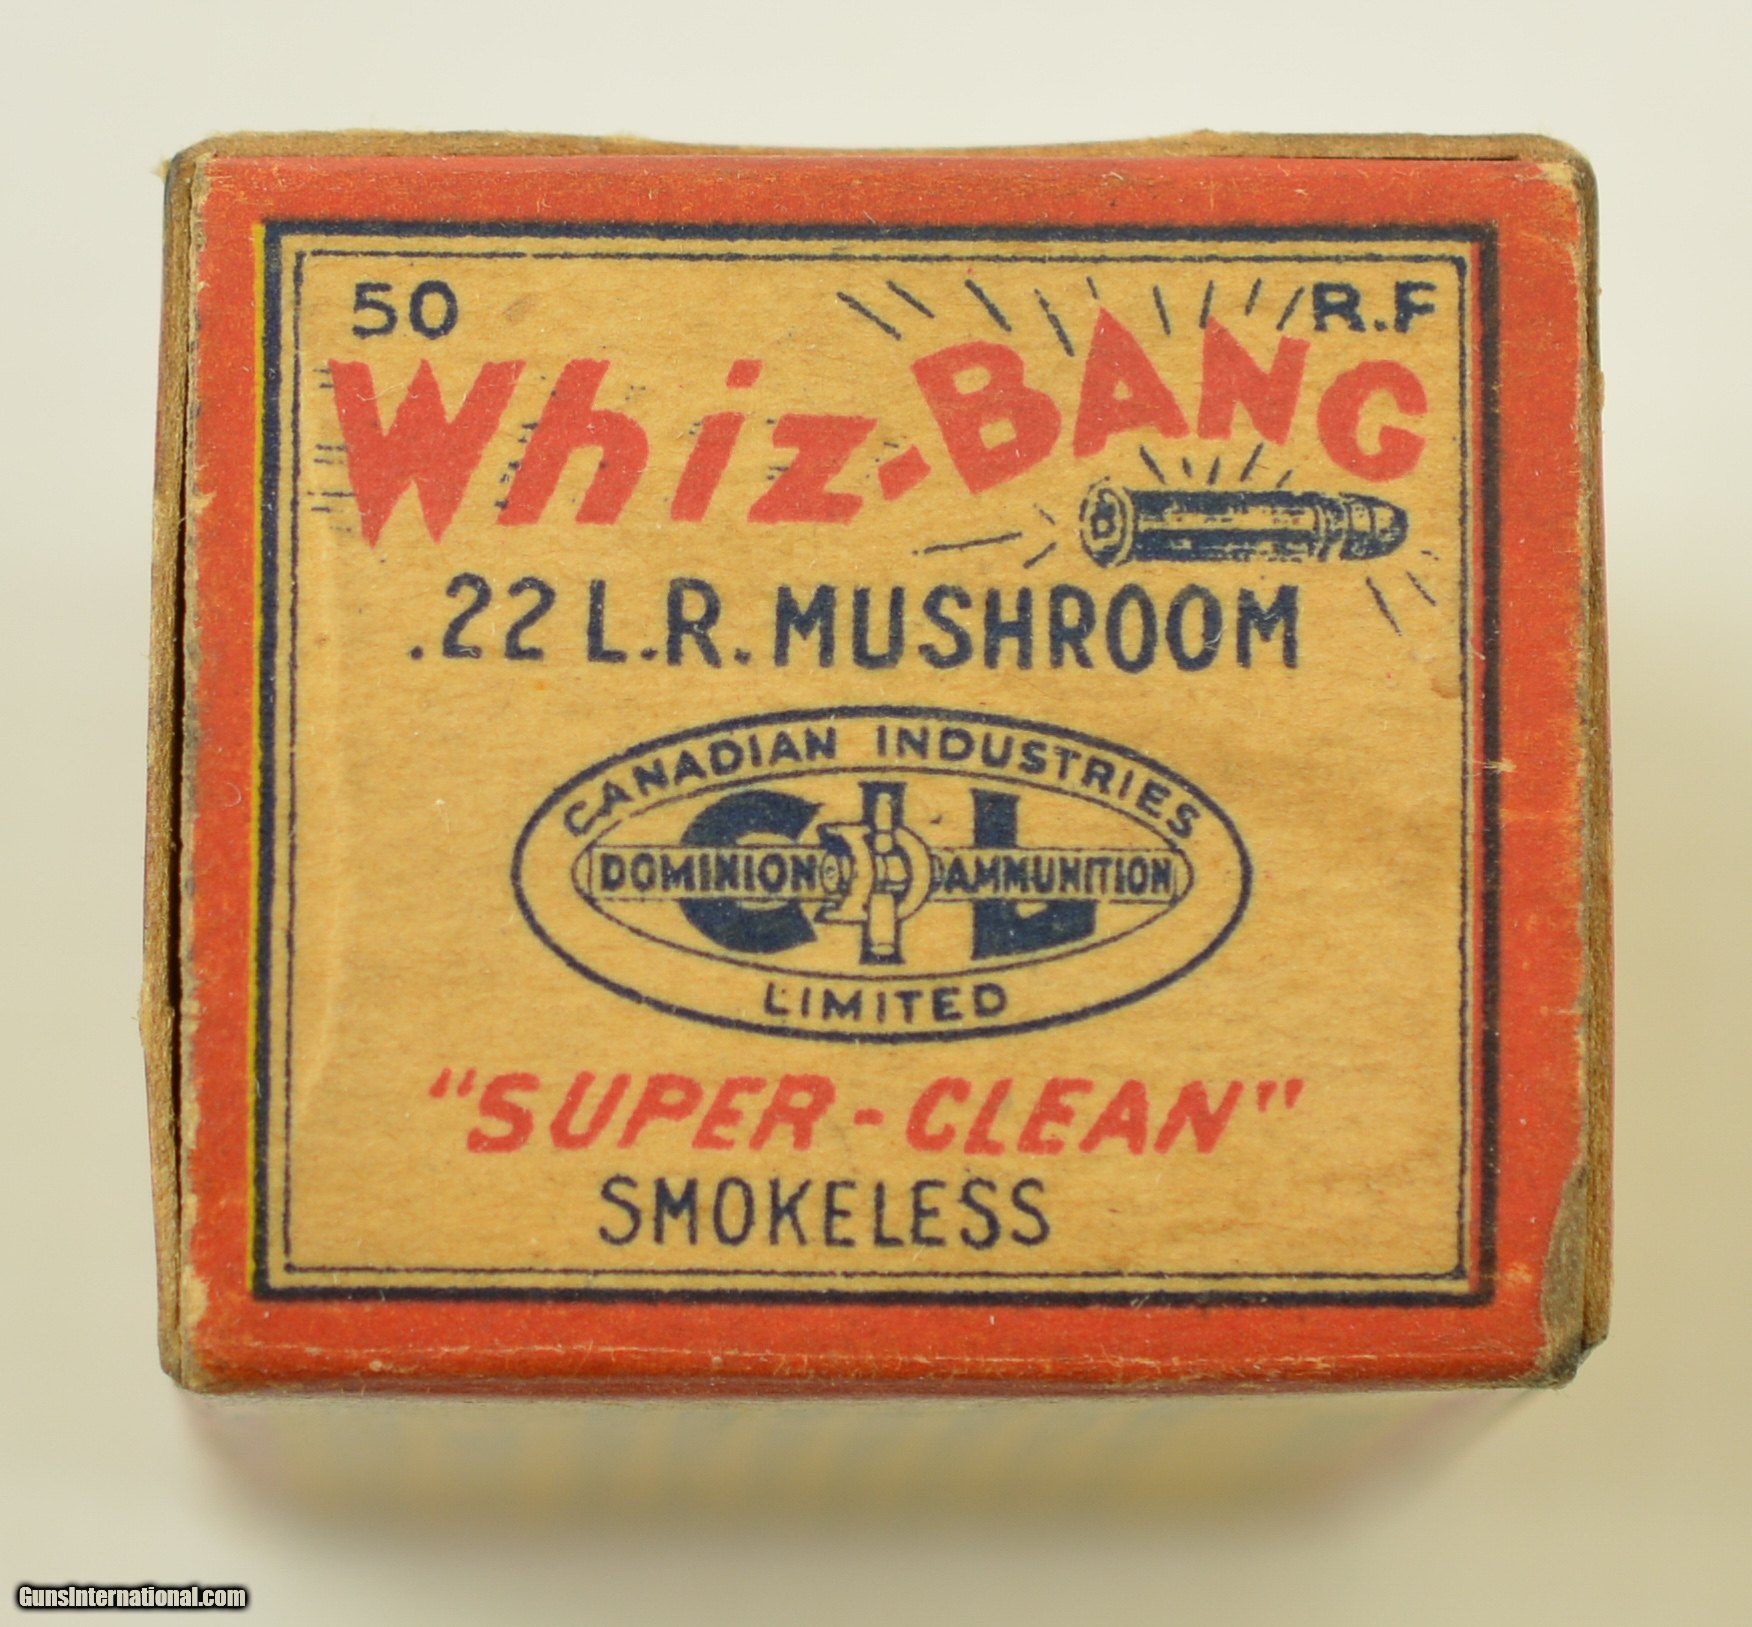 50 R.F
Whiz-BANG
.22 L.R. MUSHROOM
CANADIAN INDUSTRIES
CIL
DOMINION AMMUNITION
LIMITED
"SUPER-CLEAN"
SMOKELESS
GunsInternational.com